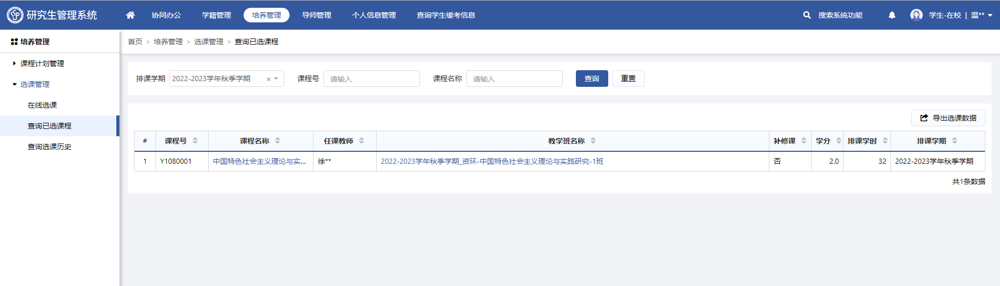 研究生管理系统
协同办公 学籍管理 培养管理 导师管理 个人信息管理 查询学生缓考信息 搜索系统功能 学生-在校 | 温**
培养管理
课程计划管理
选课管理
在线选课
查询已选课程
查询选课历史
首页 > 培养管理 > 选课管理 > 查询已选课程
排课学期 2022-2023学年秋季学期 × 课程号 请输入 课程名称 请输入 查询 重置
导出选课数据
# 课程号 课程名称 任课教师 教学班名称 补修课 学分 排课学时 排课学期
1 Y1080001 中国特色社会主义理论与实... 徐** 2022-2023学年秋季学期_资环-中国特色社会主义理论与实践研究-1班 否 2.0 32 2022-2023学年秋季学期
共1条数据